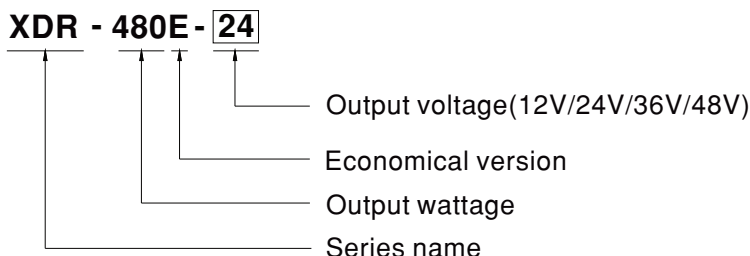 XDR - 480E - 24
Output voltage(12V/24V/36V/48V)
Economical version
Output wattage
Series name